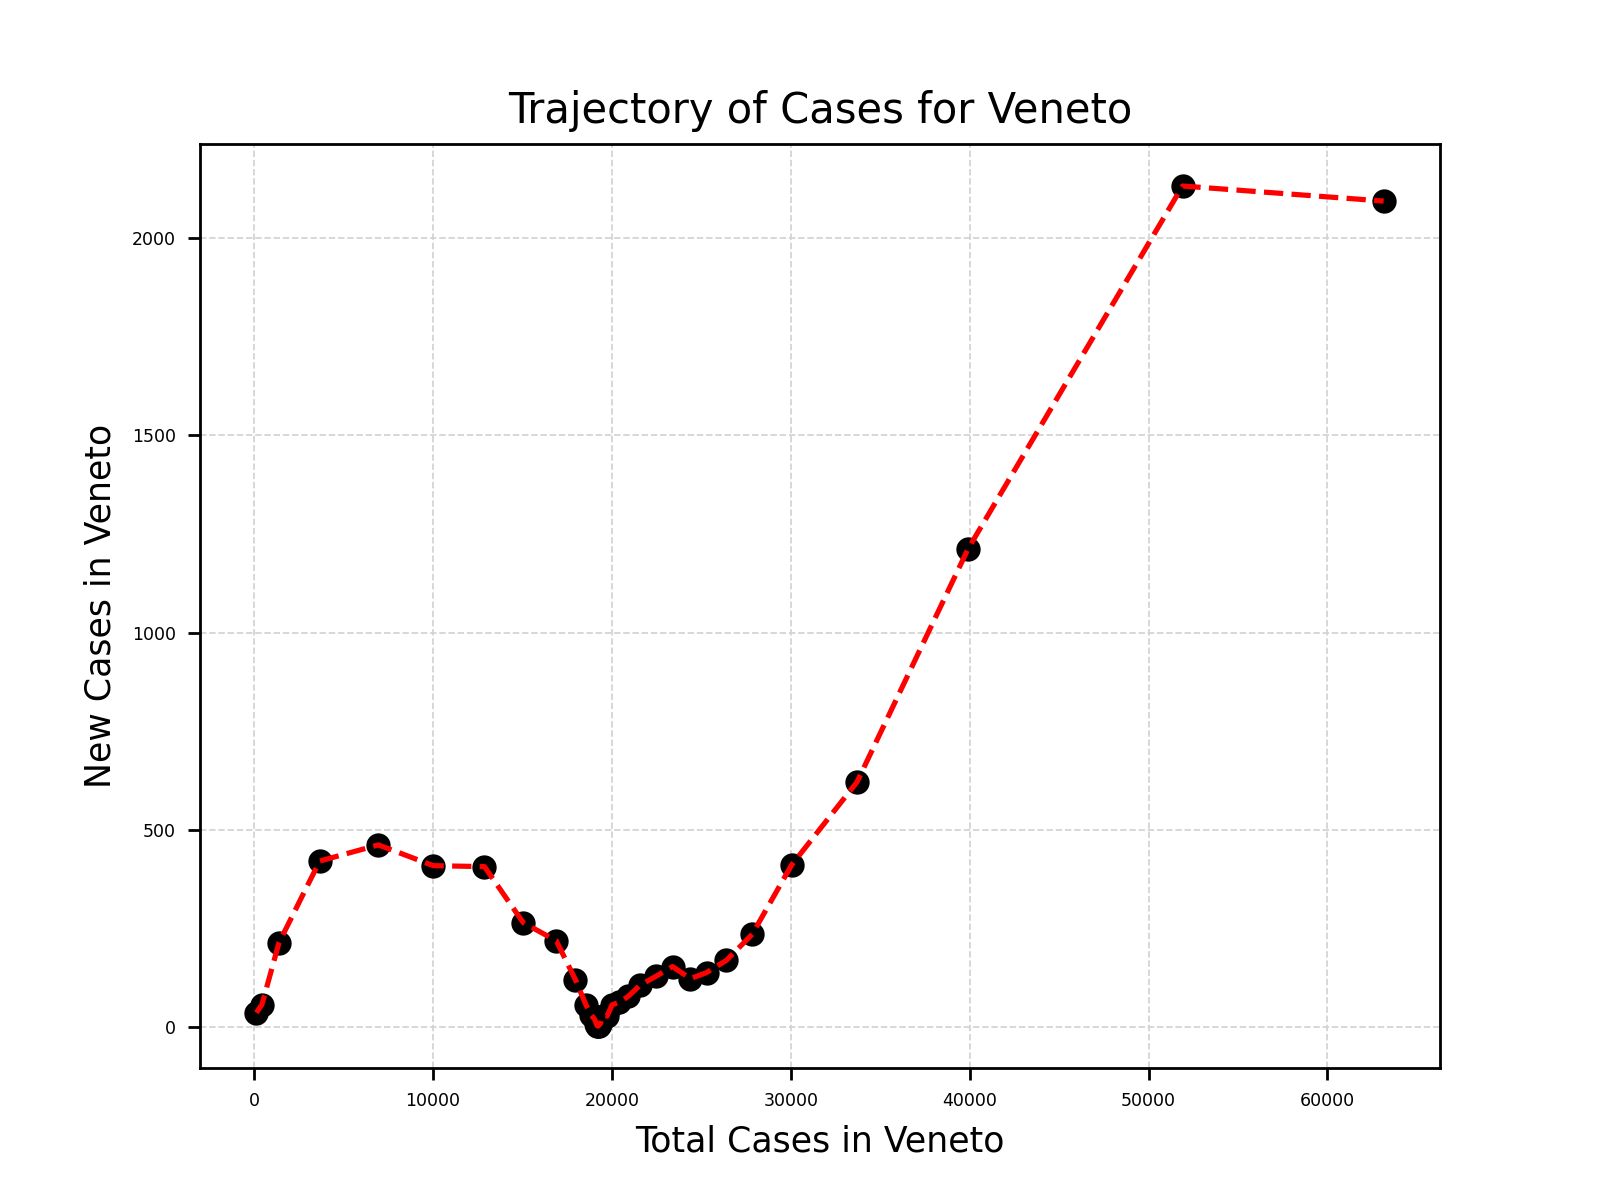 Trajectory of Cases for Veneto
New Cases in Veneto
2000
1500
1000
500
0
0 10000 20000 30000 40000 50000 60000
Total Cases in Veneto